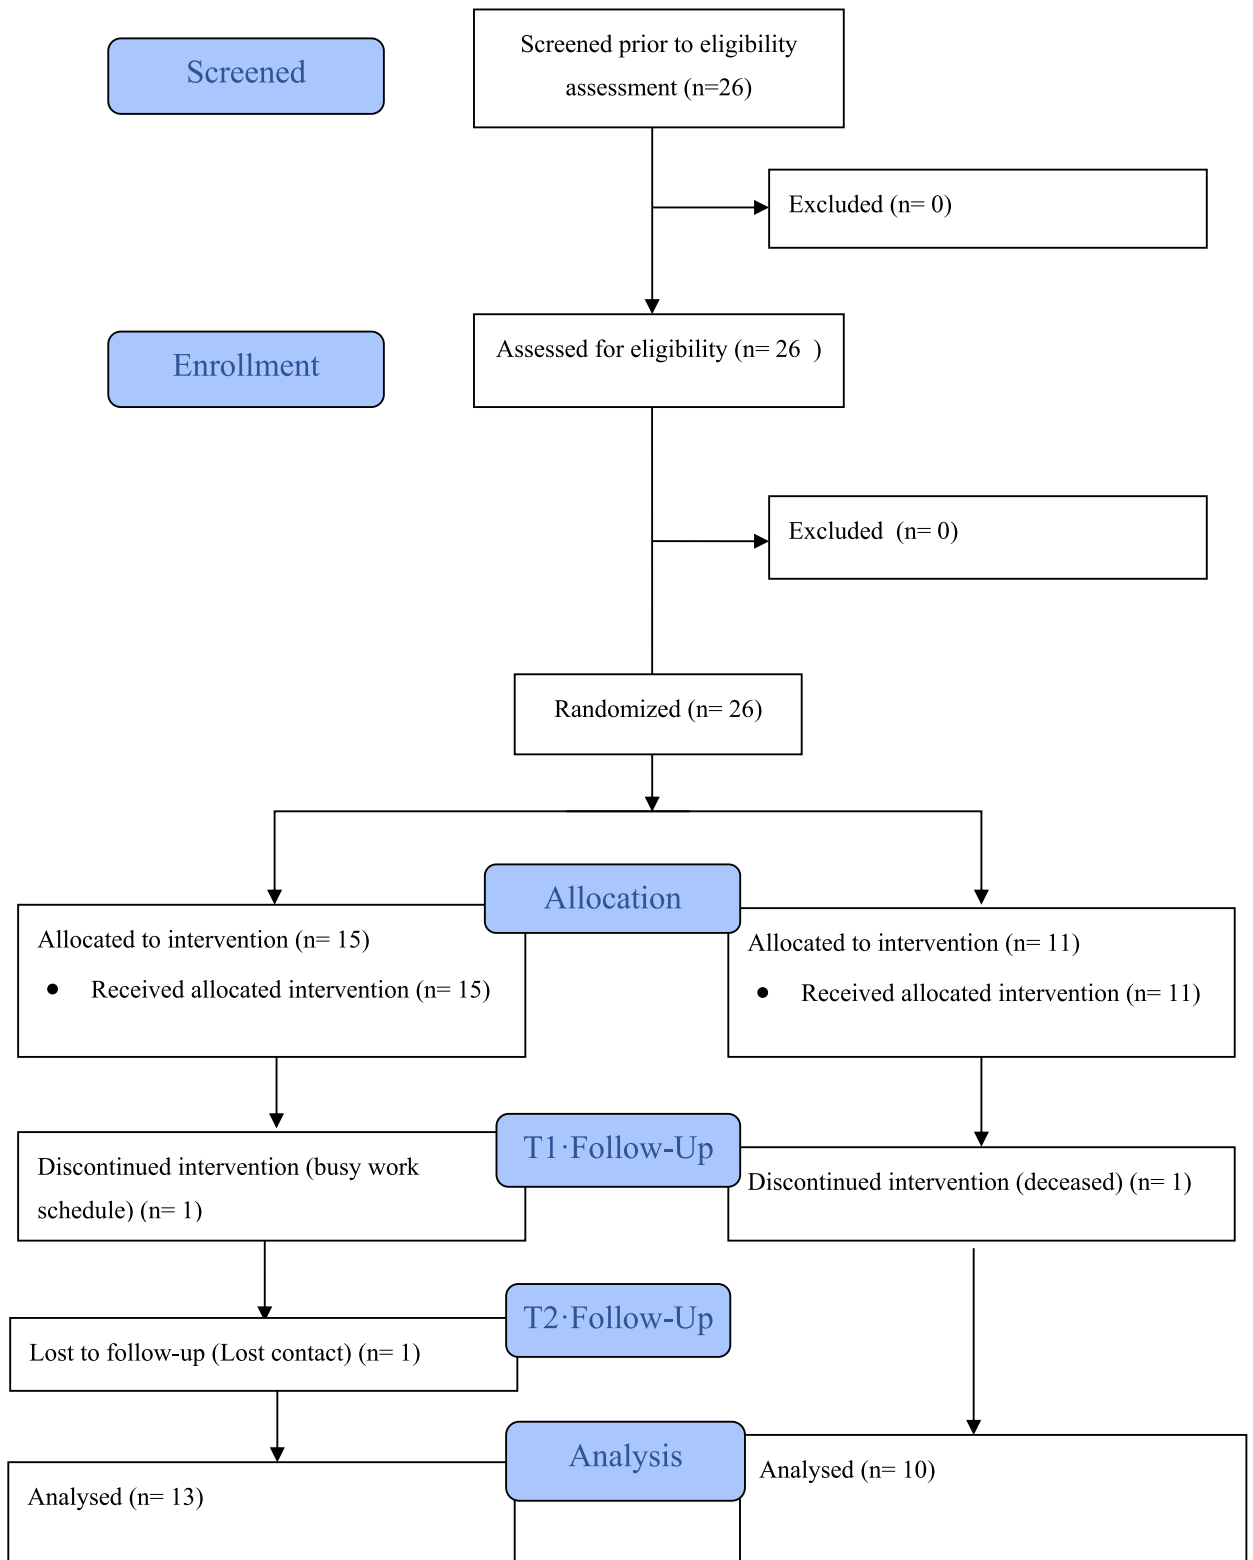 Screened
Screened prior to eligibility
assessment (n=26)
Excluded (n= 0)
Enrollment
Assessed for eligibility (n= 26  )
Excluded  (n= 0)
Randomized (n= 26)
Allocation
Allocated to intervention (n= 15)
● Received allocated intervention (n= 15)
Allocated to intervention (n= 11)
● Received allocated intervention (n= 11)
T1·Follow-Up
Discontinued intervention (busy work
schedule) (n= 1)
Discontinued intervention (deceased) (n= 1)
T2·Follow-Up
Lost to follow-up (Lost contact) (n= 1)
Analysis
Analysed (n= 13)
Analysed (n= 10)